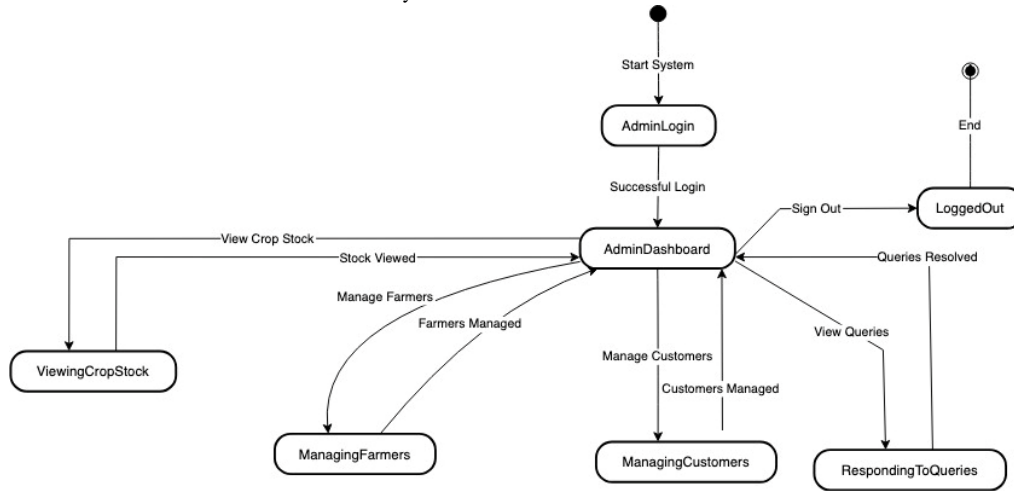 Start System
AdminLogin
End
Successful Login
Sign Out
LoggedOut
View Crop Stock
AdminDashboard
Stock Viewed
Queries Resolved
Manage Farmers
Farmers Managed
View Queries
Manage Customers
ViewingCropStock
Customers Managed
ManagingFarmers
ManagingCustomers
RespondingToQueries